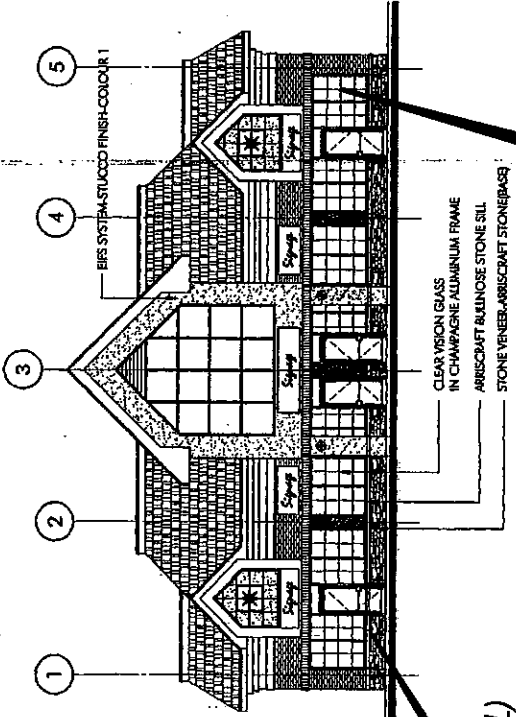 1
2
3
4
5
EIFS SYSTEM-STUCCO FINISH-COLOUR 1
Signage
Signage
Signage
Signage
Signage
CLEAR VISION GLASS
IN CHAMPAGNE ALUMINUM FRAME
ARRISCRAFT BULLNOSE STONE SILL
STONE VENEER-ARRISCRAFT STONE(BASE)